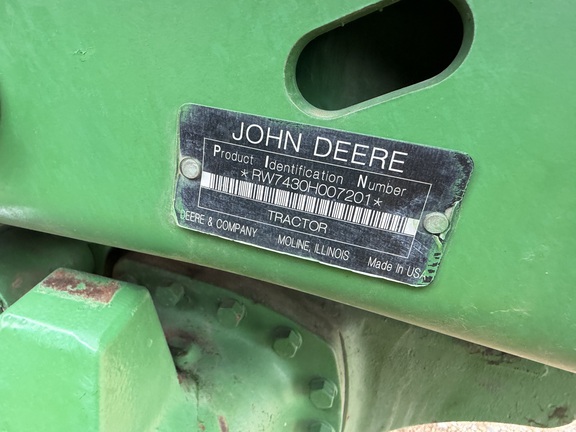 JOHN DEERE
Product Identification Number
*RW7430H007201*
TRACTOR
DEERE & COMPANY MOLINE, ILLINOIS Made in USA